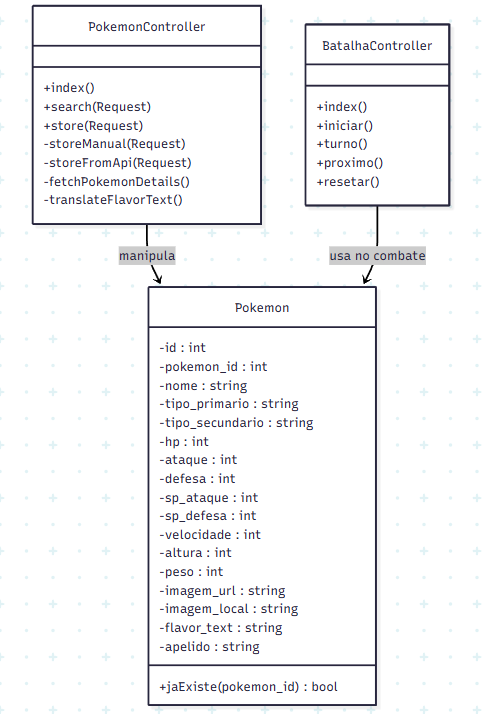 PokemonController
+index()
+search(Request)
+store(Request)
-storeManual(Request)
-storeFromApi(Request)
-fetchPokemonDetails()
-translateFlavorText()
BatalhaController
+index()
+iniciar()
+turno()
+proximo()
+resetar()
manipula
usa no combate
Pokemon
-id : int
-pokemon_id : int
-nome : string
-tipo_primario : string
-tipo_secundario : string
-hp : int
-ataque : int
-defesa : int
-sp_ataque : int
-sp_defesa : int
-velocidade : int
-altura : int
-peso : int
-imagem_url : string
-imagem_local : string
-flavor_text : string
-apelido : string
+jaExiste(pokemon_id) : bool